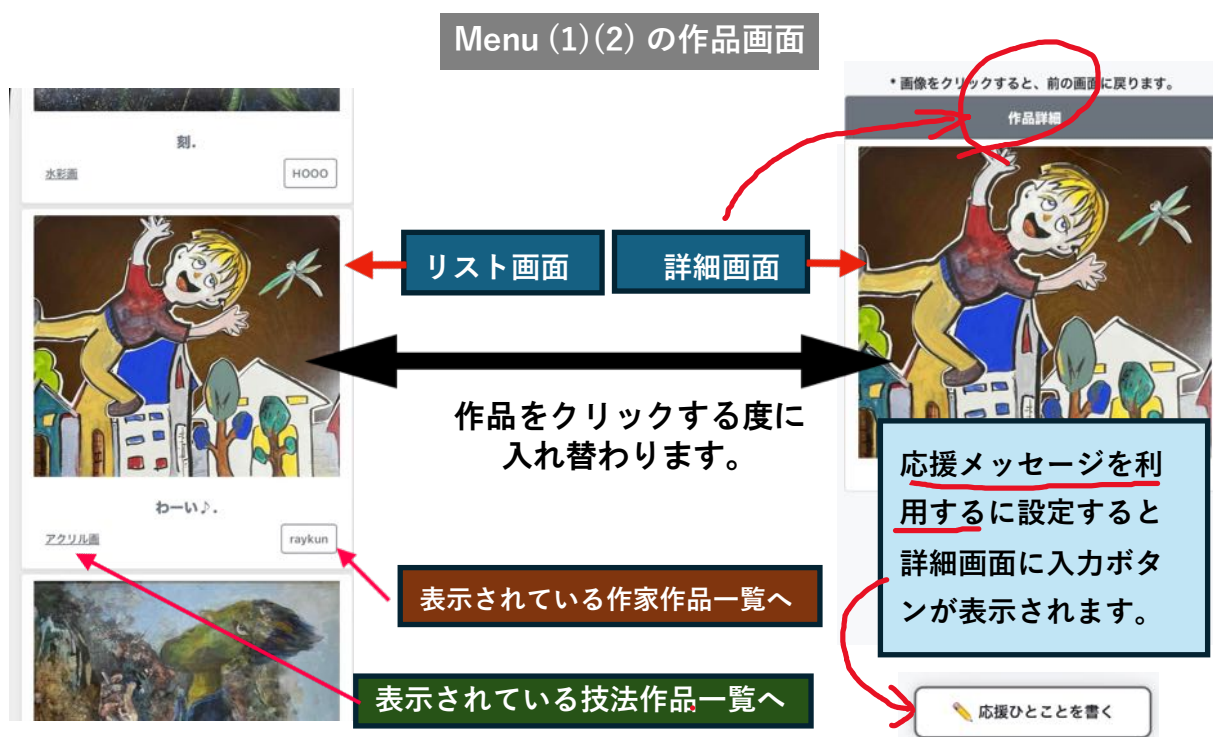 Menu (1)(2) の作品画面
刻.
水彩画
HOOO
リスト画面
詳細画面
作品をクリックする度に
入れ替わります。
わーい♪.
アクリル画
raykun
表示されている作家作品一覧へ
表示されている技法作品一覧へ
* 画像をクリックすると、前の画面に戻ります。
作品詳細
応援メッセージを利
用するに設定すると
詳細画面に入力ボタ
ンが表示されます。
✏️ 応援ひとことを書く